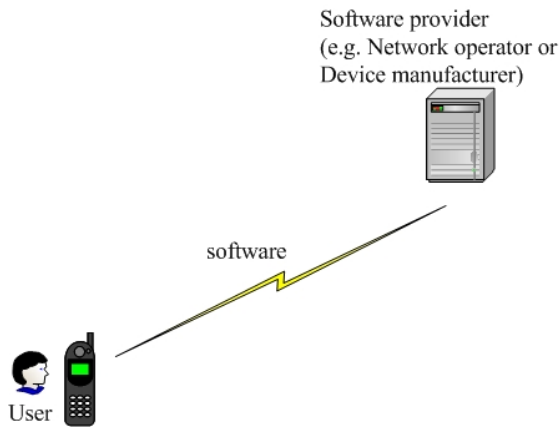 Software provider
(e.g. Network operator or
Device manufacturer)
software
User